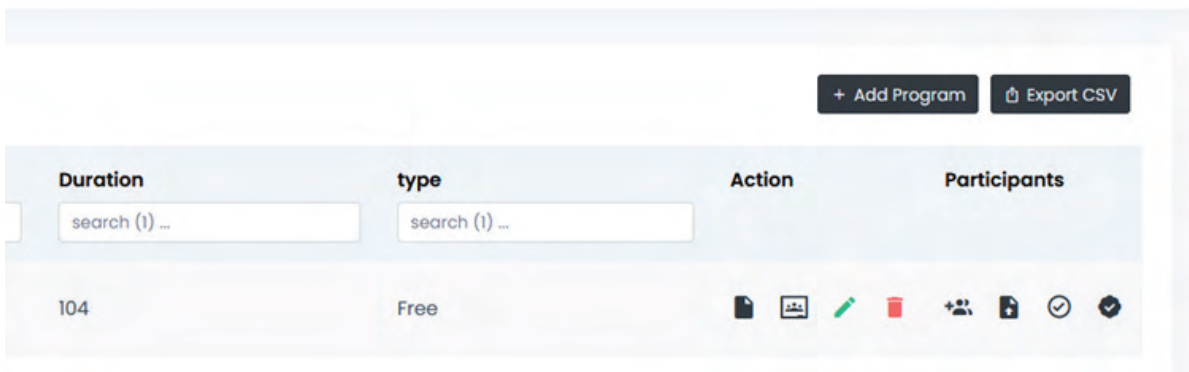 + Add Program Export CSV
Duration type Action Participants
search (1) ... search (1) ...
104 Free